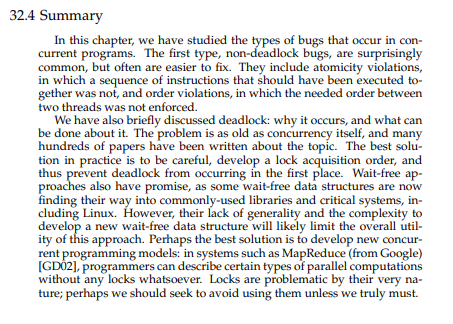 32.4 Summary
In this chapter, we have studied the types of bugs that occur in con-
current programs. The first type, non-deadlock bugs, are surprisingly
common, but often are easier to fix. They include atomicity violations,
in which a sequence of instructions that should have been executed to-
gether was not, and order violations, in which the needed order between
two threads was not enforced.
We have also briefly discussed deadlock: why it occurs, and what can
be done about it. The problem is as old as concurrency itself, and many
hundreds of papers have been written about the topic. The best solu-
tion in practice is to be careful, develop a lock acquisition order, and
thus prevent deadlock from occurring in the first place. Wait-free ap-
proaches also have promise, as some wait-free data structures are now
finding their way into commonly-used libraries and critical systems, in-
cluding Linux. However, their lack of generality and the complexity to
develop a new wait-free data structure will likely limit the overall util-
ity of this approach. Perhaps the best solution is to develop new concur-
rent programming models: in systems such as MapReduce (from Google)
[GD02], programmers can describe certain types of parallel computations
without any locks whatsoever. Locks are problematic by their very na-
ture; perhaps we should seek to avoid using them unless we truly must.